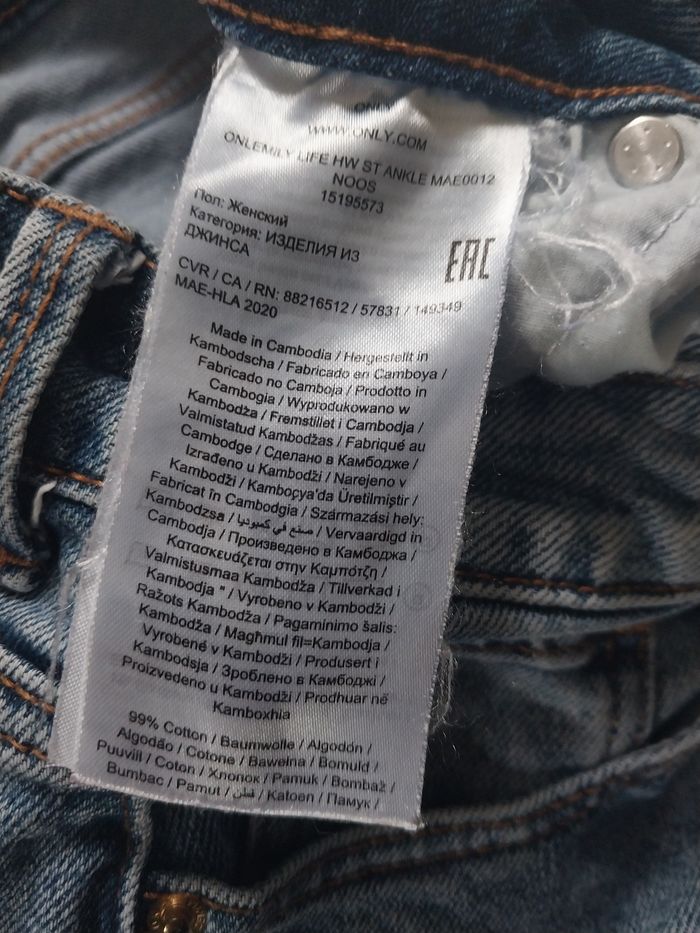 ONLY
WWW.ONLY.COM
ONLEMILY LIFE HW ST ANKLE MAE0012
NOOS
15195573
Пол: Женский
Категория: ИЗДЕЛИЯ ИЗ
ДЖИНСА
EAC
CVR / CA / RN: 88216512 / 57831 / 149349
MAE-HLA 2020
Made in Cambodia / Hergestellt in
Kambodscha / Fabricado en Camboya /
Fabricado no Camboja / Prodotto in
Cambogia / Wyprodukowano w
Kambodża / Fremstillet i Cambodja /
Valmistatud Kambodžas / Fabriqué au
Cambodge / Сделано в Камбодже /
Izrađeno u Kambodži / Narejeno v
Kambodži / Kamboçya'da Üretilmiştir /
Fabricat în Cambodgia / Származási hely:
Kambodzsa / صنع في كمبوديا / Vervaardigd in
Cambodja / Произведено в Камбоджа /
Κατασκευάζεται στην Καμπότζη /
Valmistusmaa Kambodža / Tillverkad i
Kambodja " / Vyrobeno v Kambodži /
Ražots Kambodža / Pagaminimo šalis:
Kambodža / Magħmul fil=Kambodja /
Vyrobené v Kambodži / Produsert i
Kambodsja / Зроблено в Камбоджі /
Proizvedeno u Kambodži / Prodhuar në
Kamboxhia
99% Cotton / Baumwolle / Algodón /
Algodão / Cotone / Bawełna / Bomuld /
Puuvill / Coton / Хлопок / Pamuk / Bombaž /
Bumbac / Pamut / قطن / Katoen / Памук /